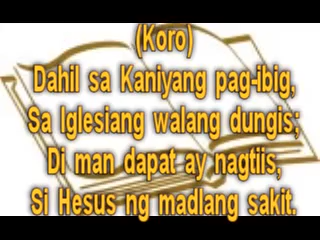 (Koro)
Dahil sa Kaniyang pag-ibig,
Sa Iglesiang walang dungis;
Di man dapat ay nagtiis,
Si Hesus ng madlang sakit.